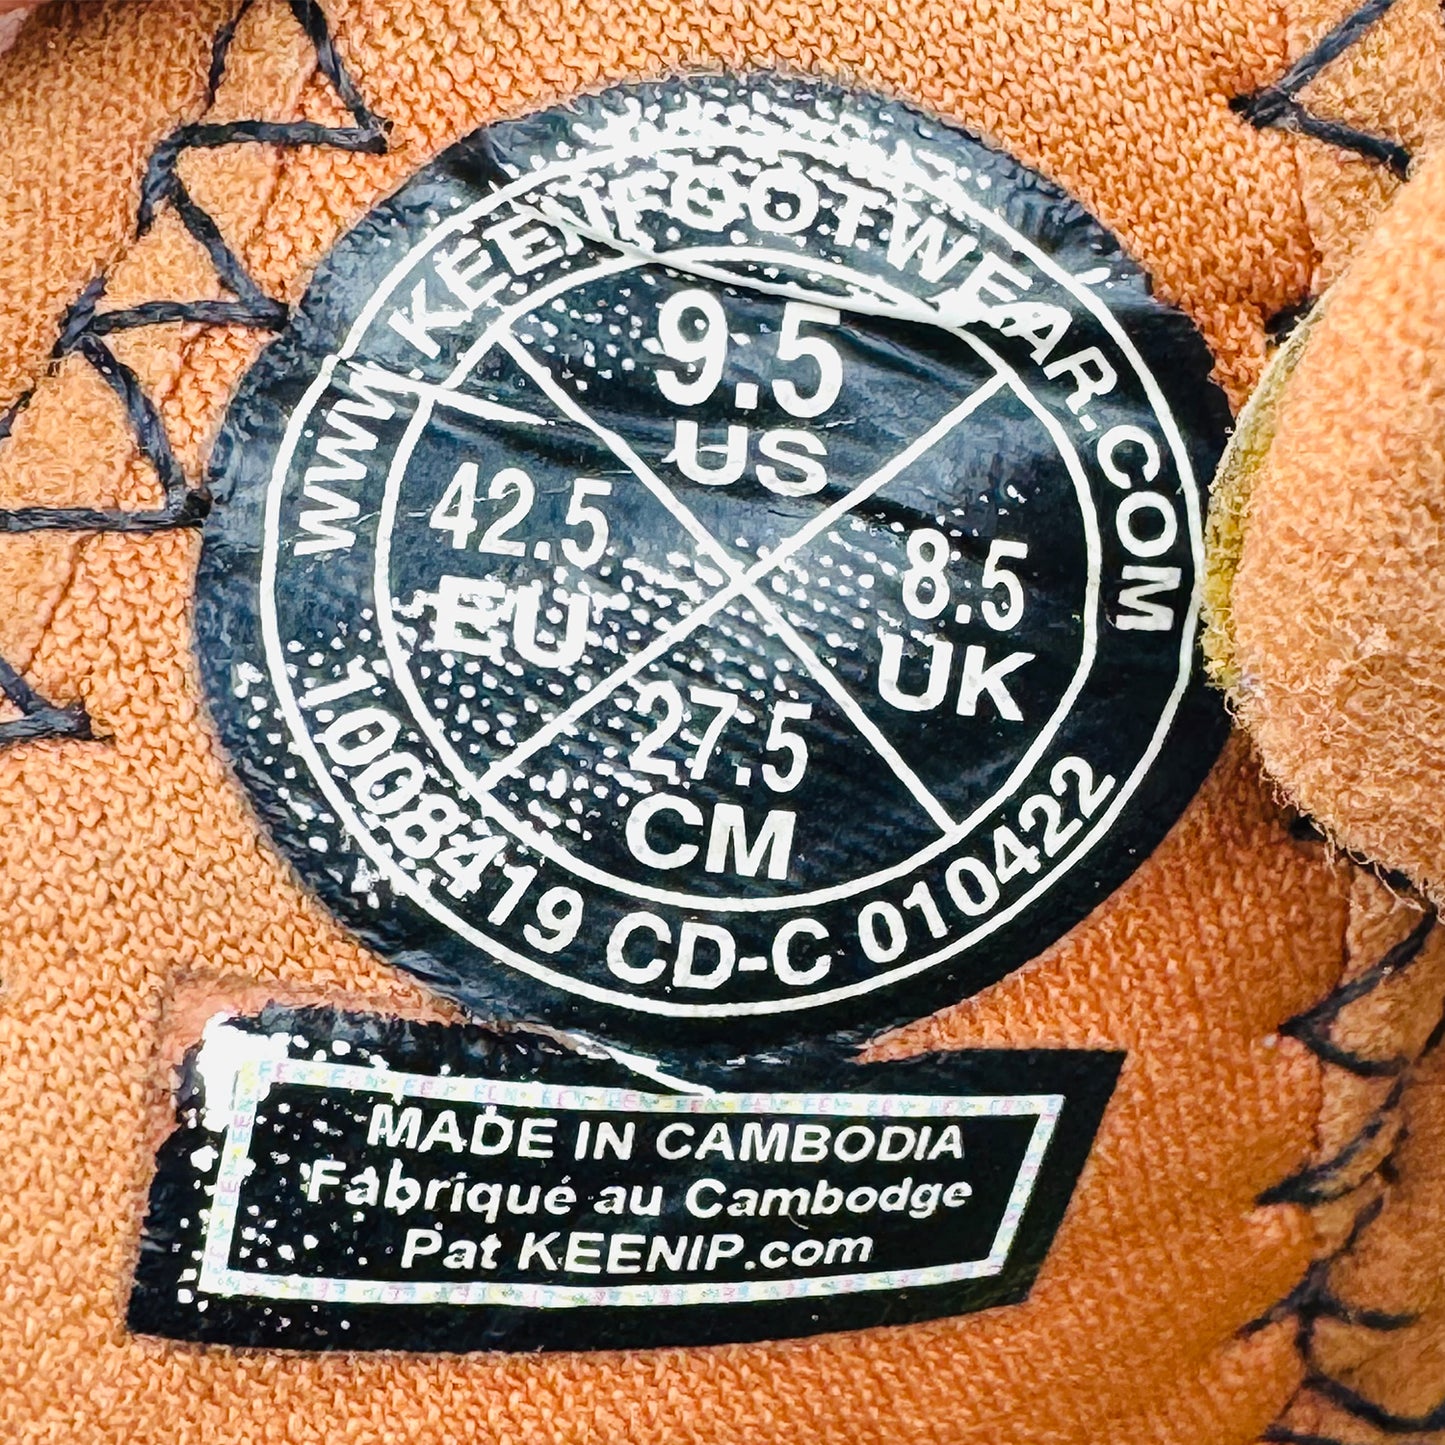 WWW.KEENFOOTWEAR.COM
9.5
US
42.5
EU
8.5
UK
27.5
CM
1008419 CD-C 010422
MADE IN CAMBODIA
Fabriqué au Cambodge
Pat KEENIP.com